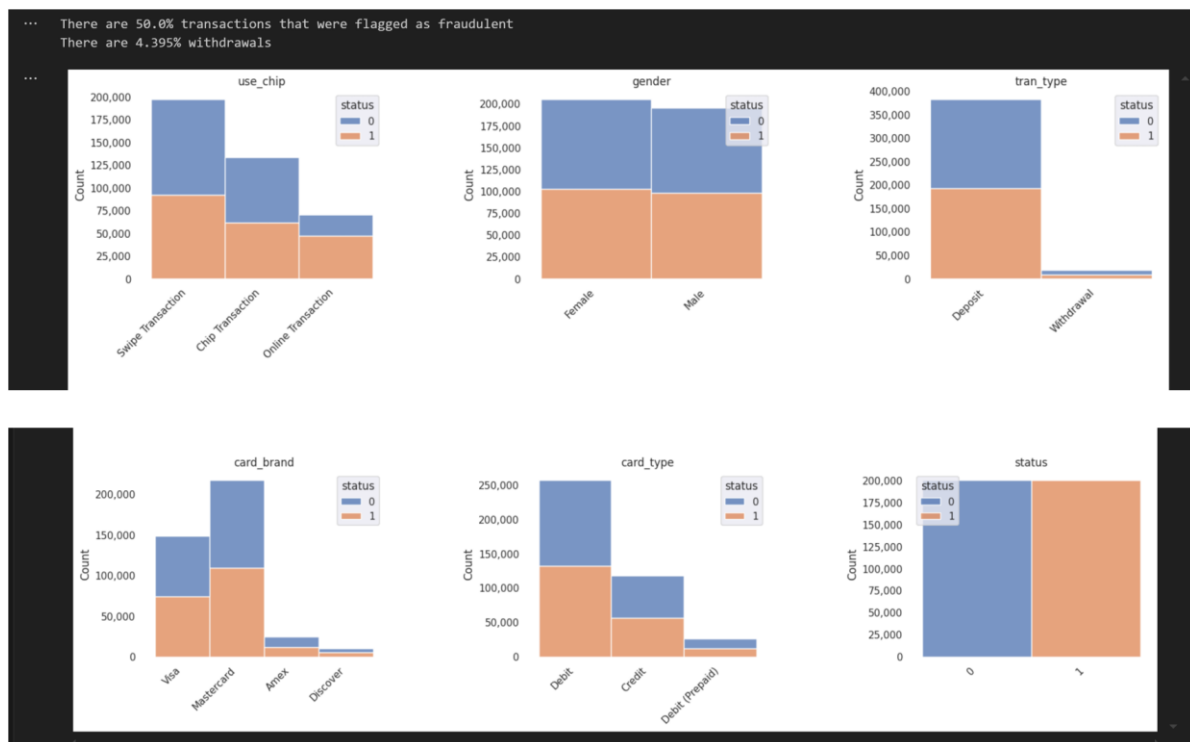 ... There are 50.0% transactions that were flagged as fraudulent
There are 4.395% withdrawals
...
use_chip
200,000
175,000
150,000
125,000
100,000
75,000
50,000
25,000
0
Count
status
0
1
Swipe Transaction
Chip Transaction
Online Transaction
gender
200,000
175,000
150,000
125,000
100,000
75,000
50,000
25,000
0
Count
status
0
1
Female
Male
tran_type
400,000
350,000
300,000
250,000
200,000
150,000
100,000
50,000
0
Count
status
0
1
Deposit
Withdrawal
card_brand
200,000
150,000
100,000
50,000
0
Count
status
0
1
Visa
Mastercard
Amex
Discover
card_type
250,000
200,000
150,000
100,000
50,000
0
Count
status
0
1
Debit
Credit
Debit (Prepaid)
status
200,000
175,000
150,000
125,000
100,000
75,000
50,000
25,000
0
Count
status
0
1
0
1